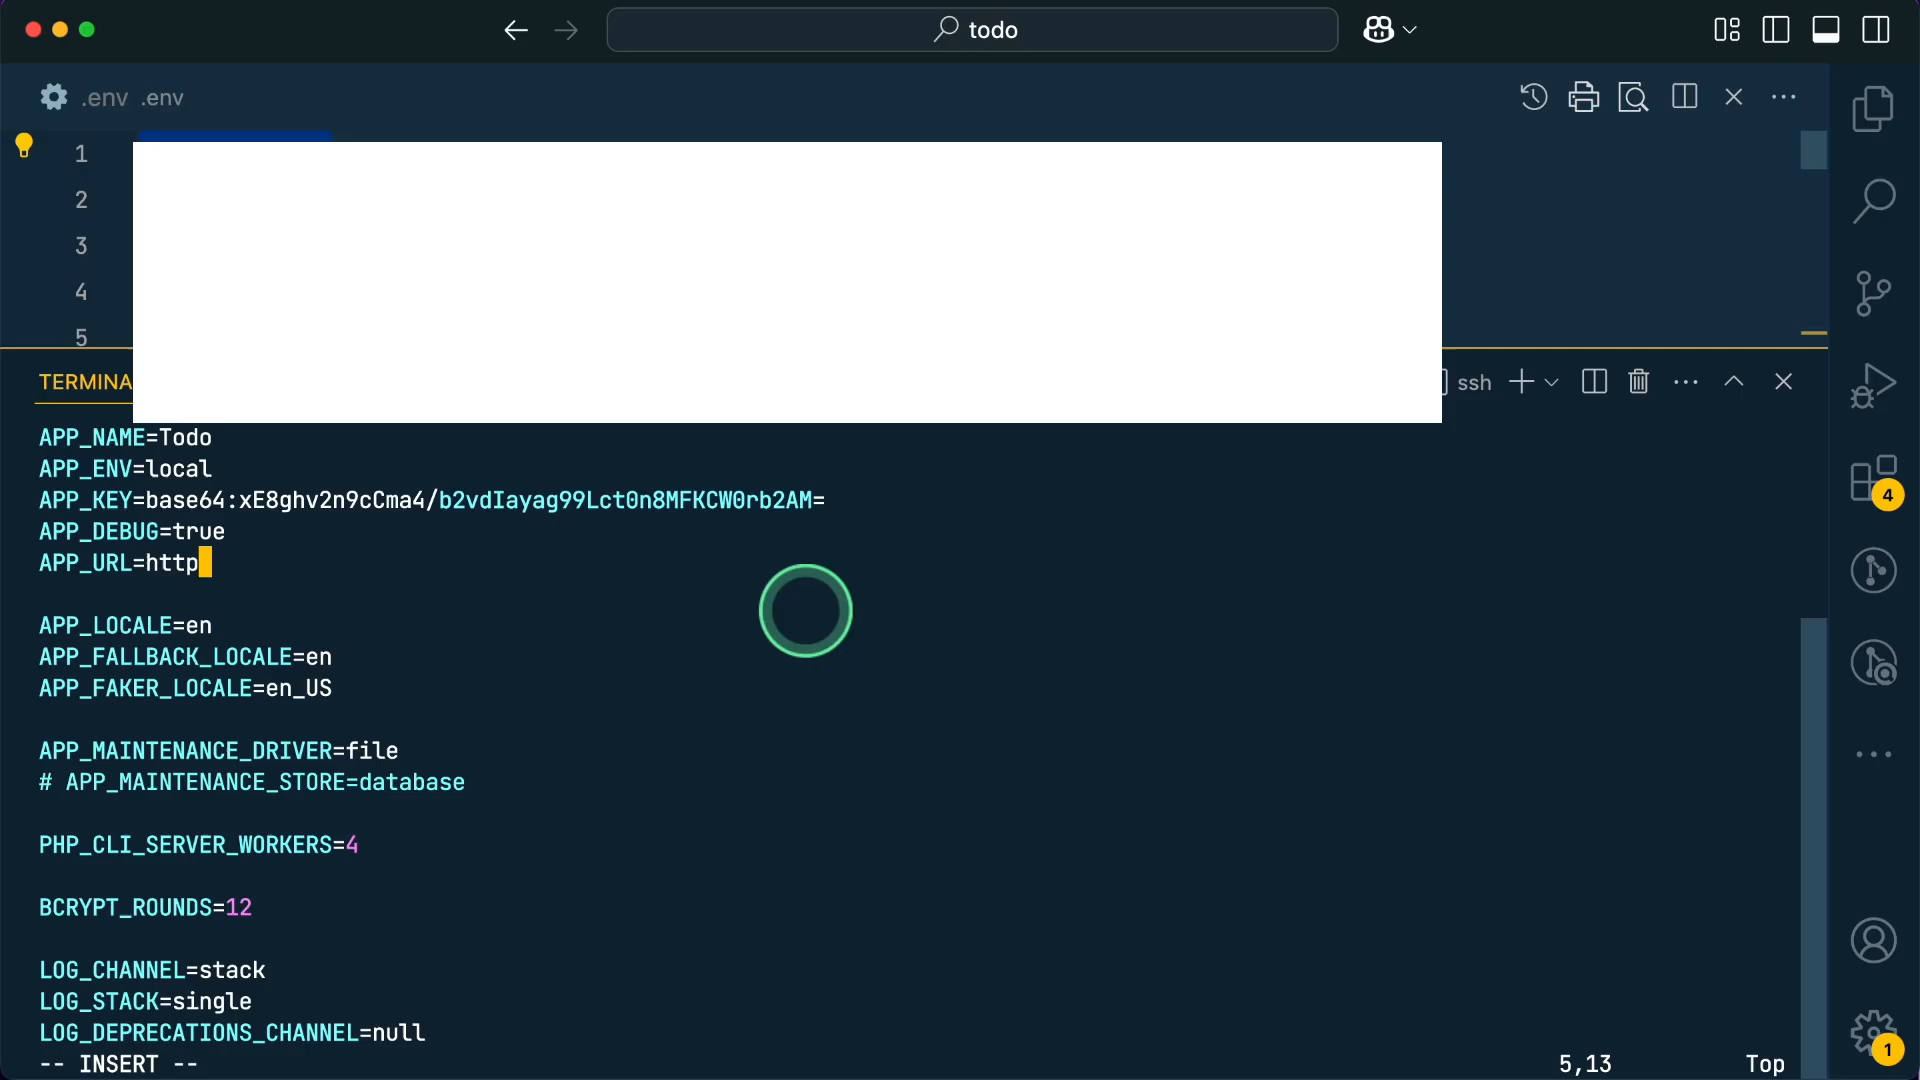 todo
.env .env
1
2
3
4
5
TERMINA
ssh
APP_NAME=Todo
APP_ENV=local
APP_KEY=base64:xE8ghv2n9cCma4/b2vdIayag99Lct0n8MFKCW0rb2AM=
APP_DEBUG=true
APP_URL=http
APP_LOCALE=en
APP_FALLBACK_LOCALE=en
APP_FAKER_LOCALE=en_US
APP_MAINTENANCE_DRIVER=file
# APP_MAINTENANCE_STORE=database
PHP_CLI_SERVER_WORKERS=4
BCRYPT_ROUNDS=12
LOG_CHANNEL=stack
LOG_STACK=single
LOG_DEPRECATIONS_CHANNEL=null
-- INSERT --
5,13
Top
4
1